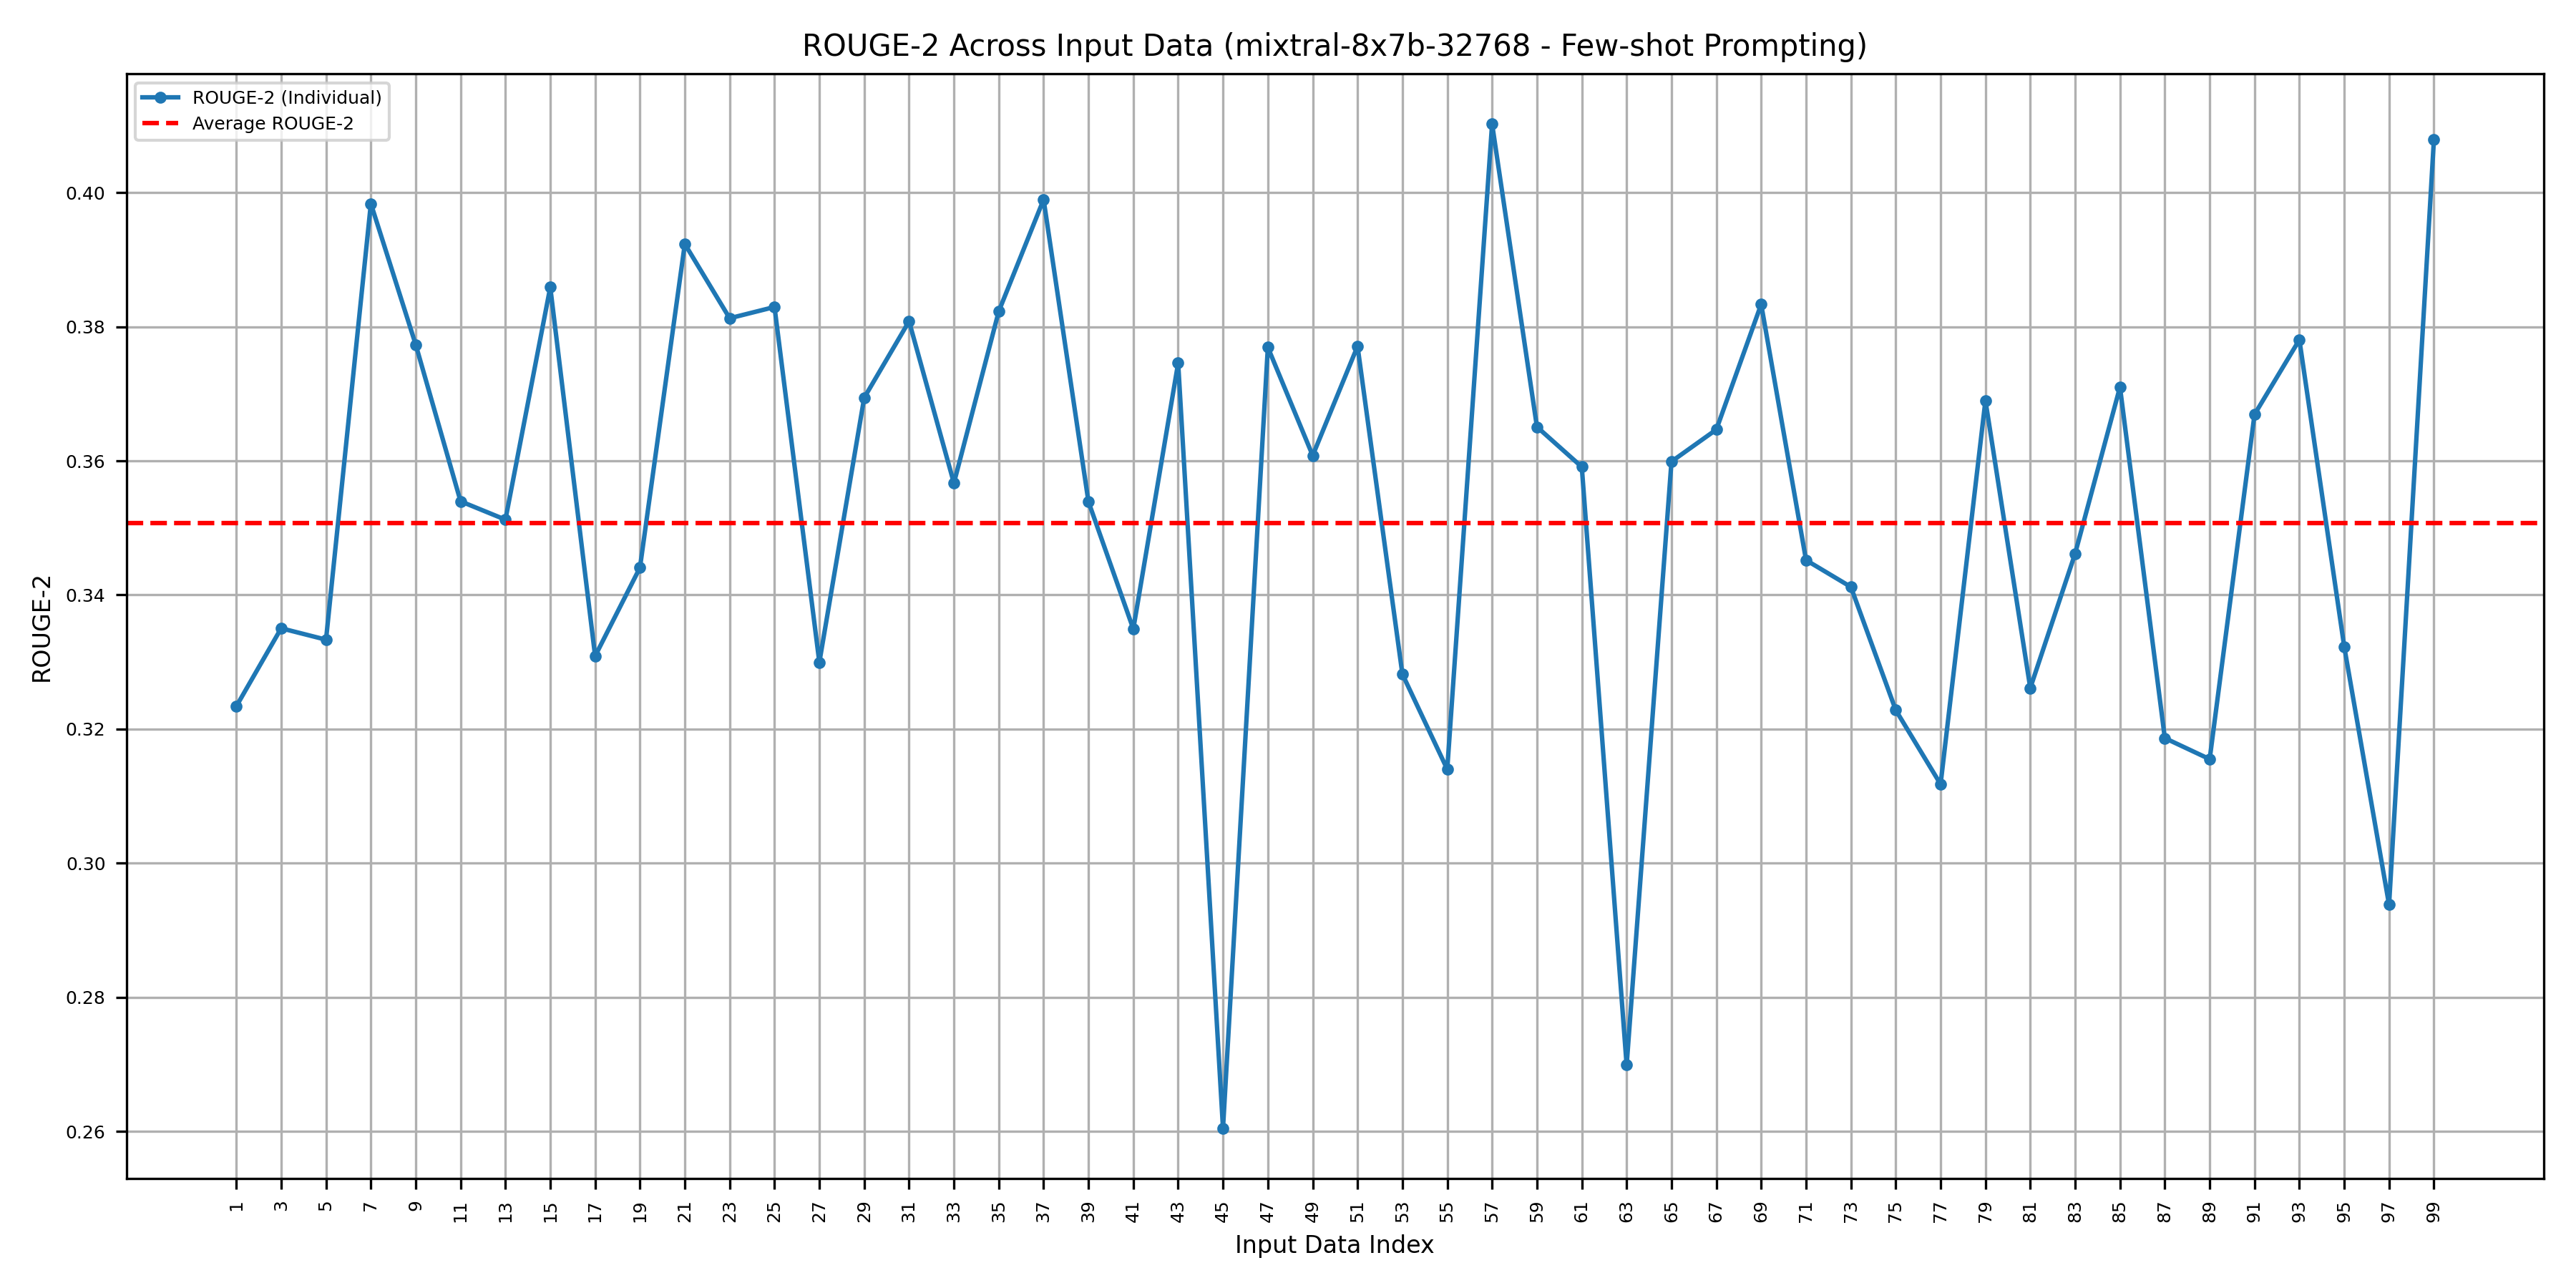 ROUGE-2 Across Input Data (mixtral-8x7b-32768 - Few-shot Prompting)
ROUGE-2 (Individual)
Average ROUGE-2
0.40
0.38
0.36
0.34
0.32
0.30
0.28
0.26
ROUGE-2
1 3 5 7 9 11 13 15 17 19 21 23 25 27 29 31 33 35 37 39 41 43 45 47 49 51 53 55 57 59 61 63 65 67 69 71 73 75 77 79 81 83 85 87 89 91 93 95 97 99
Input Data Index